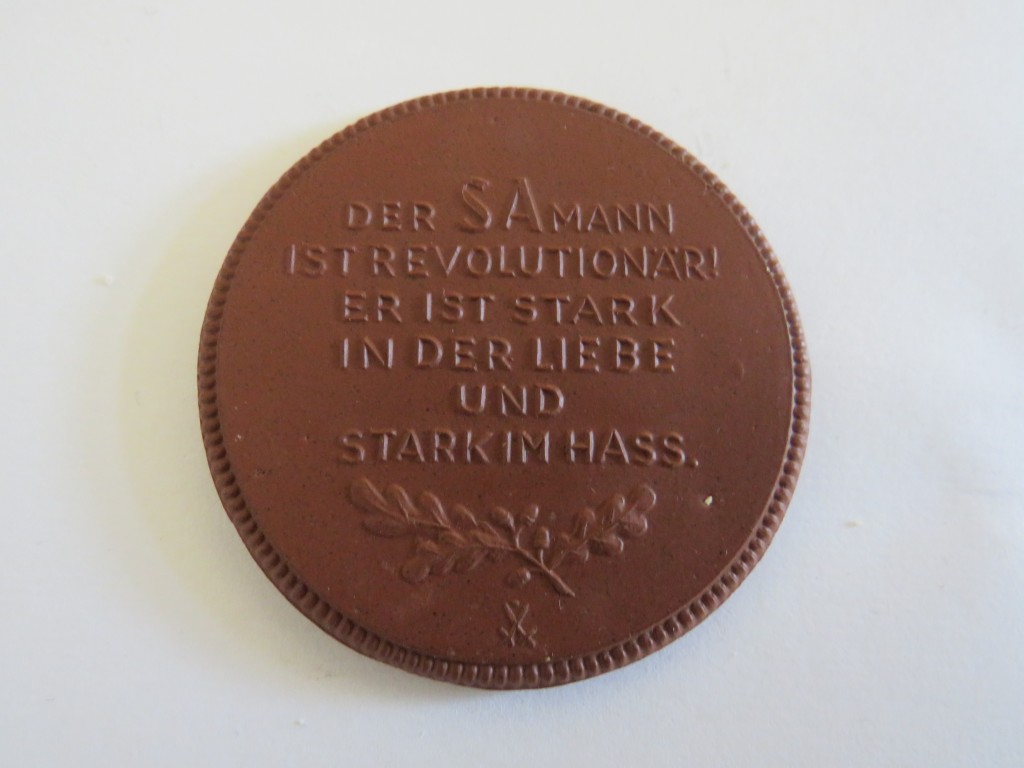 DER SAMANN
IST REVOLUTIONÄR!
ER IST STARK
IN DER LIEBE
UND
STARK IM HASS.